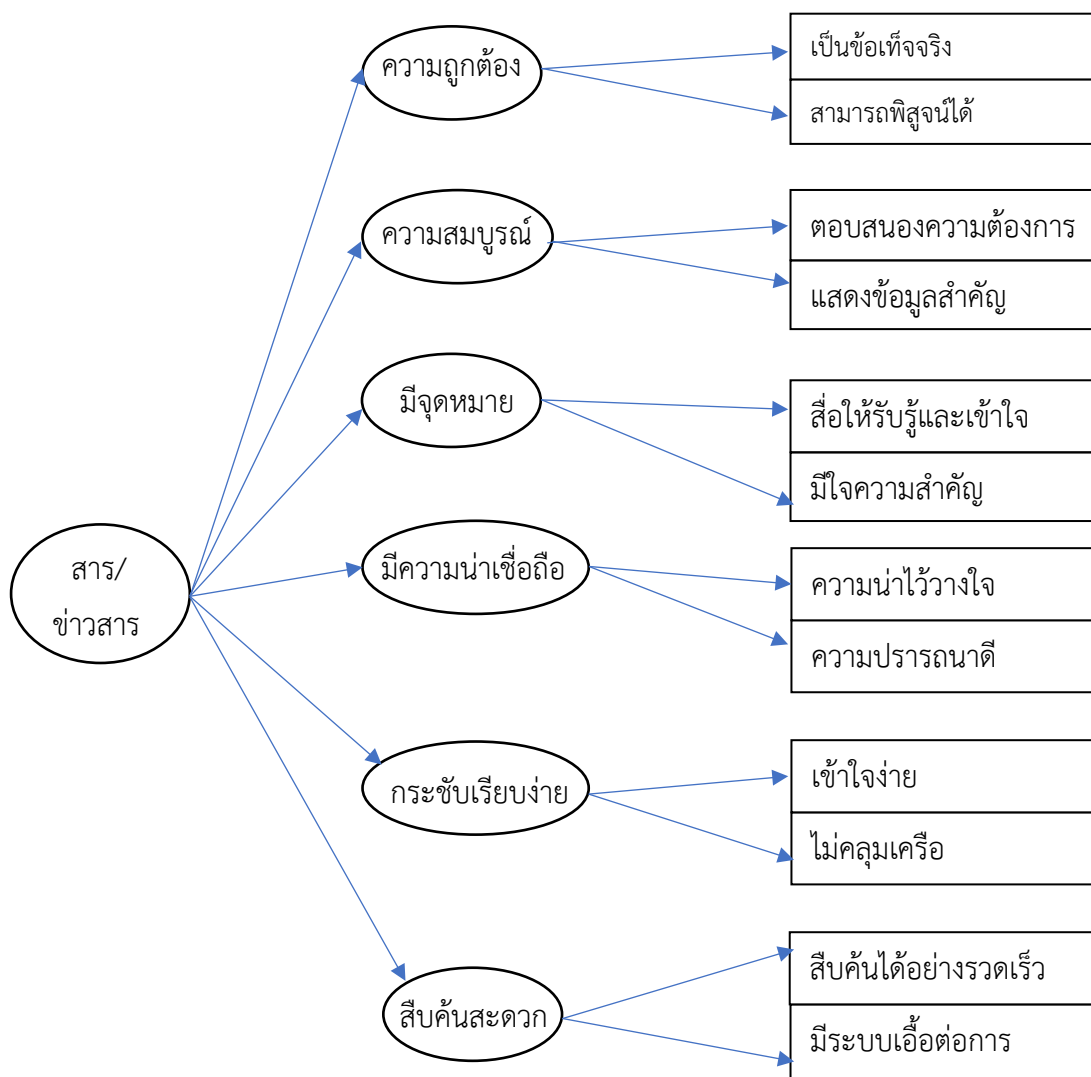 สาร/
ข่าวสาร
ความถูกต้อง
เป็นข้อเท็จจริง
สามารถพิสูจน์ได้
ความสมบูรณ์
ตอบสนองความต้องการ
แสดงข้อมูลสำคัญ
มีจุดหมาย
สื่อให้รับรู้และเข้าใจ
มีใจความสำคัญ
มีความน่าเชื่อถือ
ความน่าไว้วางใจ
ความปรารถนาดี
กระชับเรียบง่าย
เข้าใจง่าย
ไม่คลุมเครือ
สืบค้นสะดวก
สืบค้นได้อย่างรวดเร็ว
มีระบบเอื้อต่อการ